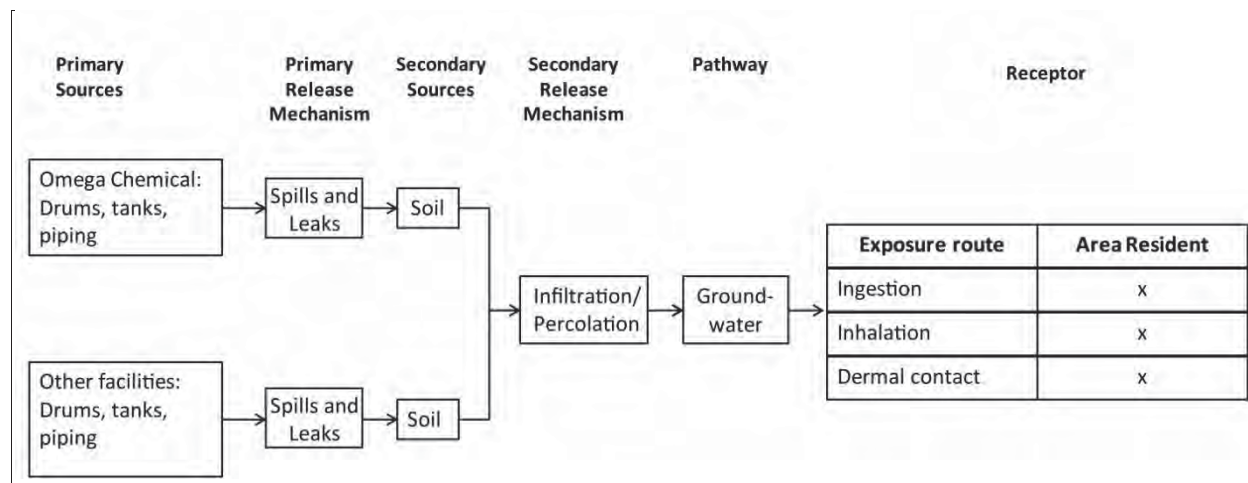 Primary
Sources
Primary
Release
Mechanism
Secondary
Sources
Secondary
Release
Mechanism
Pathway
Receptor
Omega Chemical:
Drums, tanks,
piping
Spills and
Leaks
Soil
Other facilities:
Drums, tanks,
piping
Spills and
Leaks
Soil
Infiltration/
Percolation
Ground-
water
Exposure route Area Resident
Ingestion x
Inhalation x
Dermal contact x